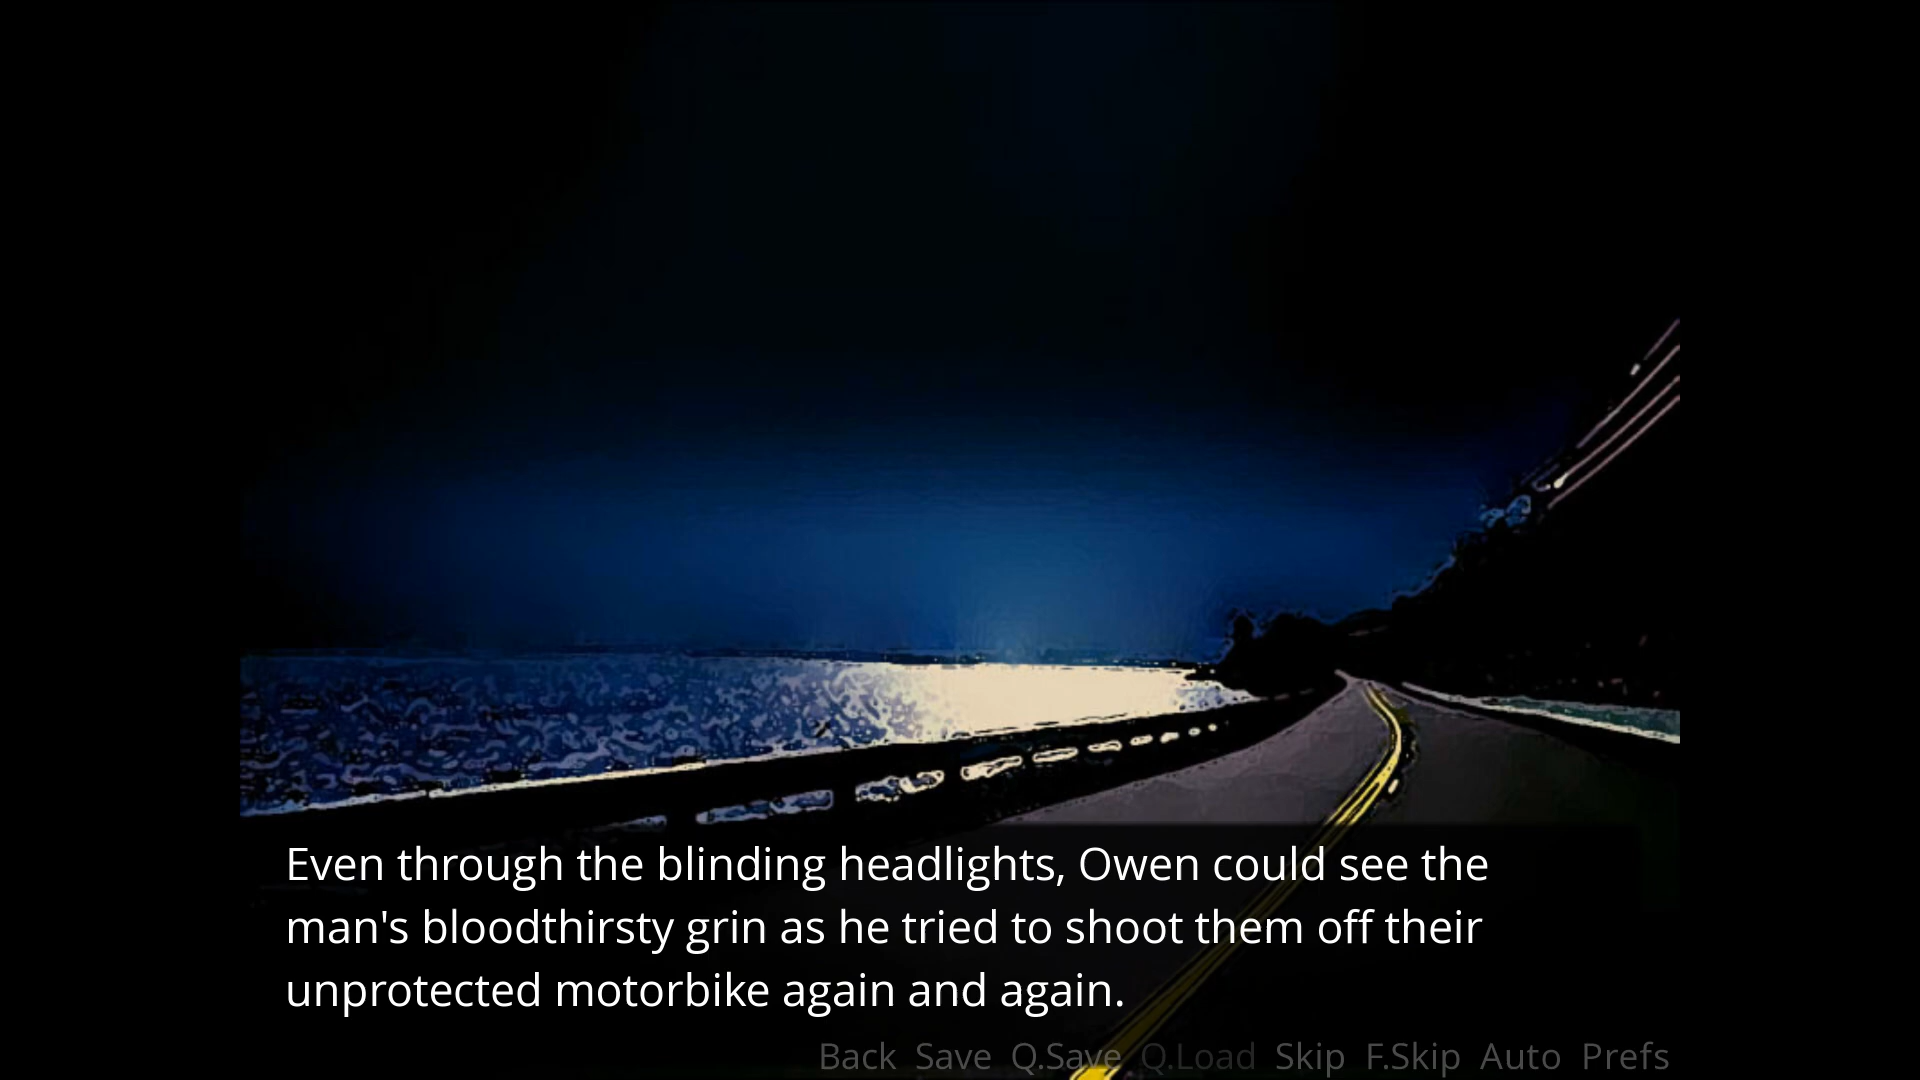 Even through the blinding headlights, Owen could see the
man's bloodthirsty grin as he tried to shoot them off their
unprotected motorbike again and again.
Back Save Q.Save Q.Load Skip F.Skip Auto Prefs